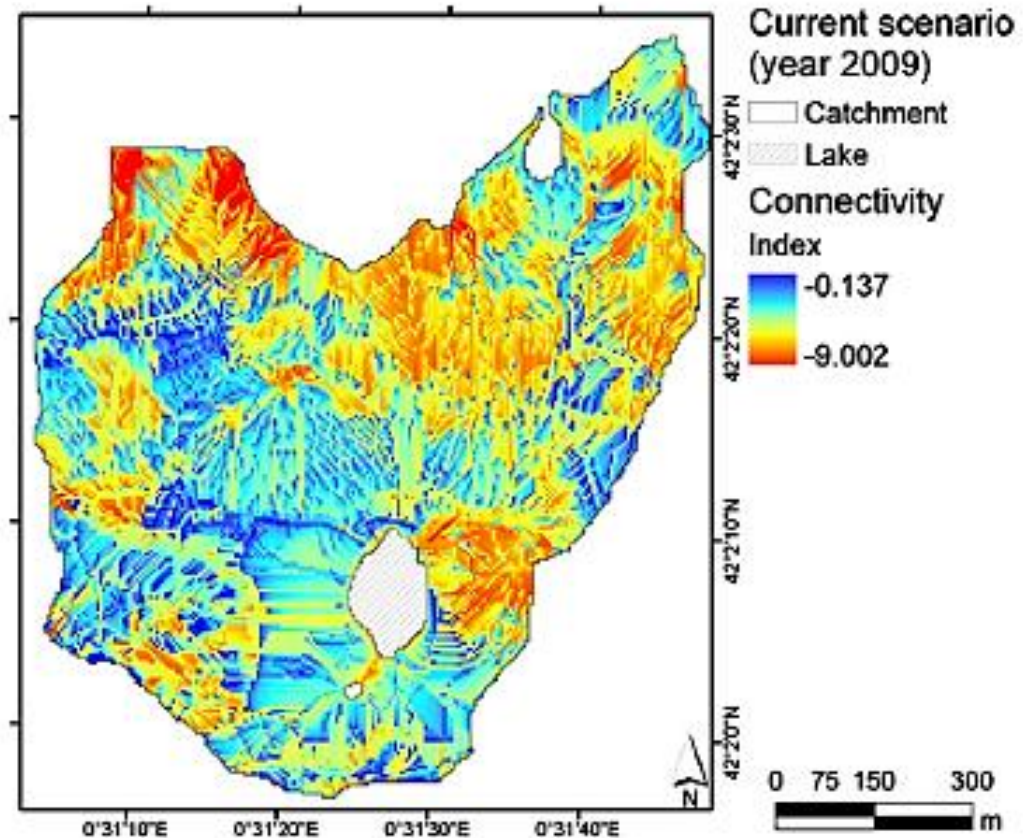 Current scenario
(year 2009)
Catchment
Lake
Connectivity
Index
-0.137
-9.002
42°2'30"N
42°2'20"N
42°2'10"N
42°2'0"N
N
0 75 150 300
m
0°31'10"E 0°31'20"E 0°31'30"E 0°31'40"E